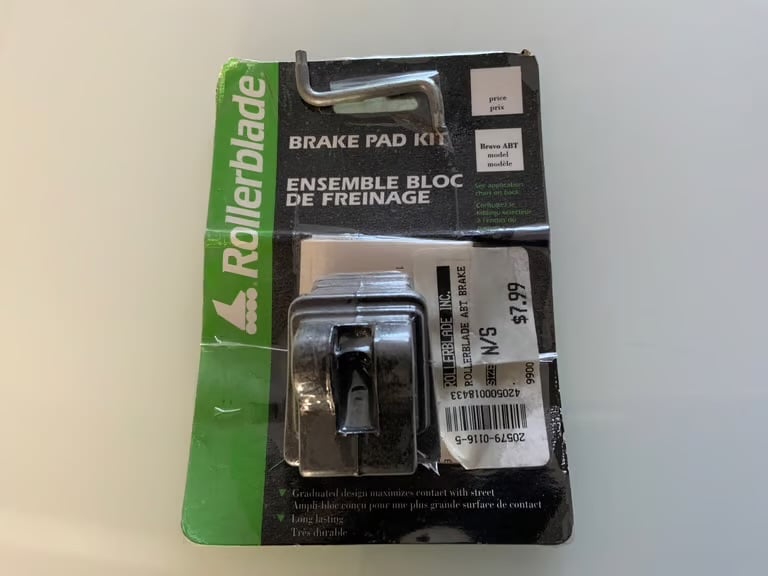 Rollerblade
BRAKE PAD KIT
ENSEMBLE BLOC
DE FREINAGE
price
prix
Bravo ABT
model
modèle
See application
chart on back
ROLLERBLADE INC.
ROLLERBLADE ABT BRAKE
N/S
$7.99
9900
420500018433
20579-0116-5
Graduated design maximizes contact with street
Ampli-bloc conçu pour une plus grande surface de contact
Long lasting
Très durable